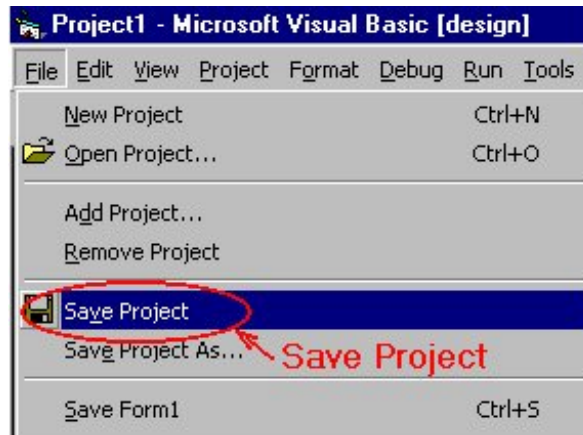 Project1 - Microsoft Visual Basic [design]
File Edit View Project Format Debug Run Tools
New Project Ctrl+N
Open Project... Ctrl+O
Add Project...
Remove Project
Save Project
Save Project As... Save Project
Save Form1 Ctrl+S